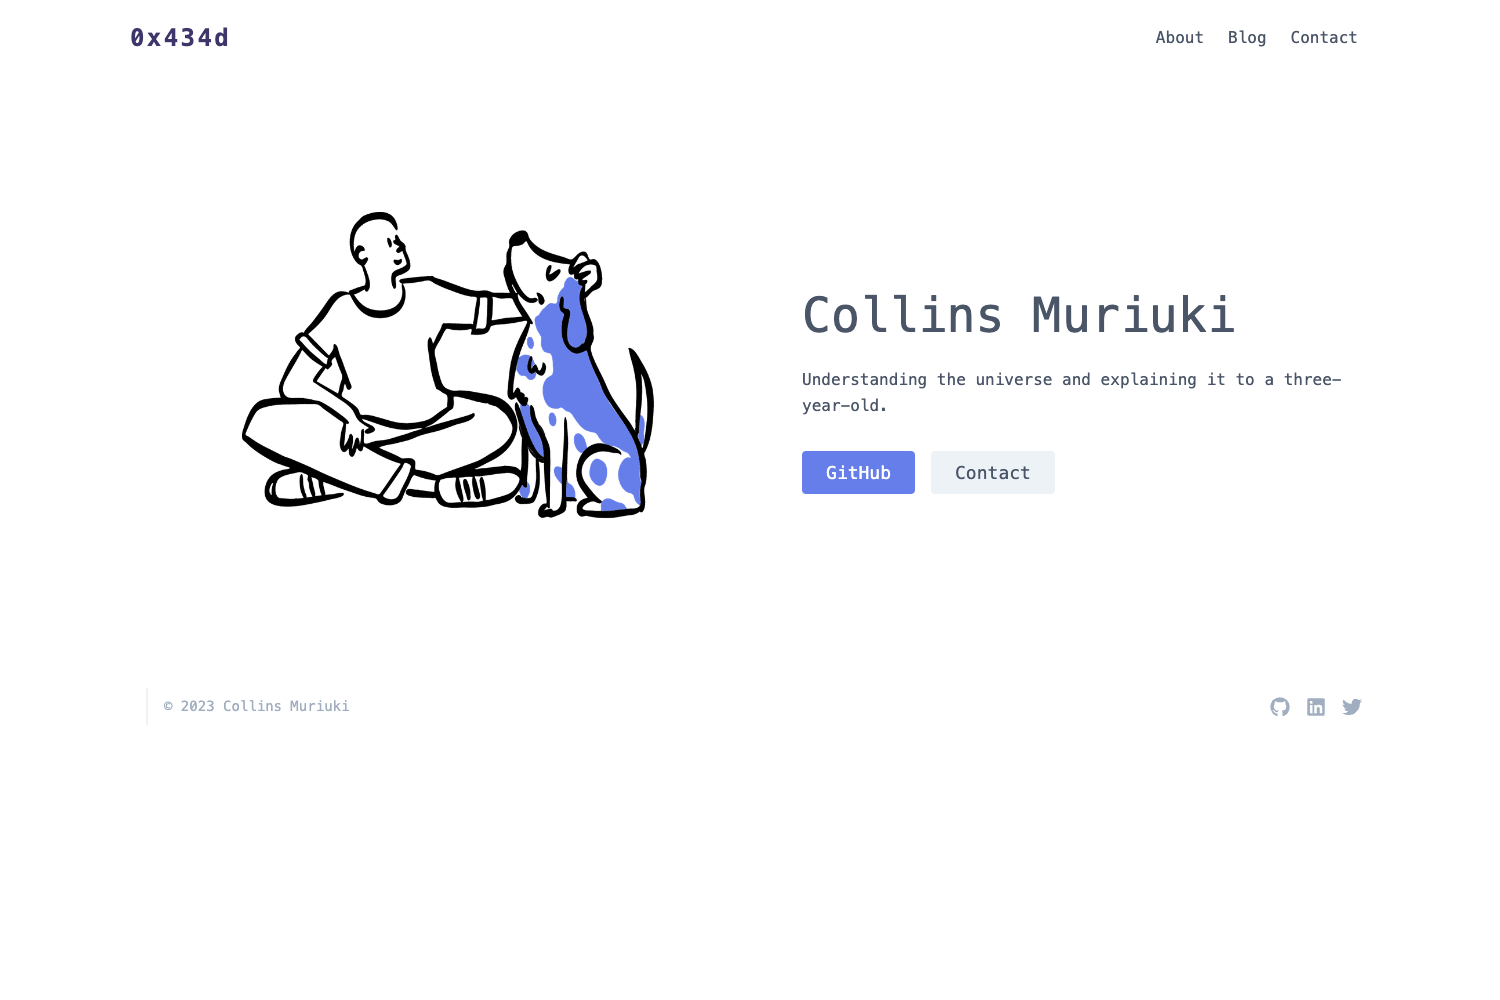 0x434d
About Blog Contact
Collins Muriuki
Understanding the universe and explaining it to a three-
year-old.
GitHub Contact
© 2023 Collins Muriuki